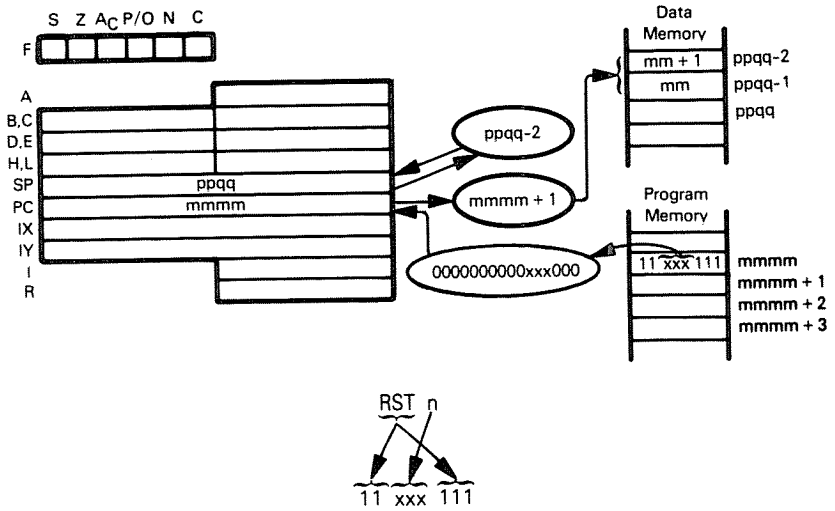 S Z AC P/O N C
F
A
B,C
D,E
H,L
SP ppqq
PC mmmm
IX
IY
I
R
ppqq-2
mmmm + 1
0000000000xxx000
Data
Memory
mm + 1 ppqq-2
mm ppqq-1
ppqq
Program
Memory
11 xxx 111 mmmm
mmmm + 1
mmmm + 2
mmmm + 3
RST n
11 xxx 111